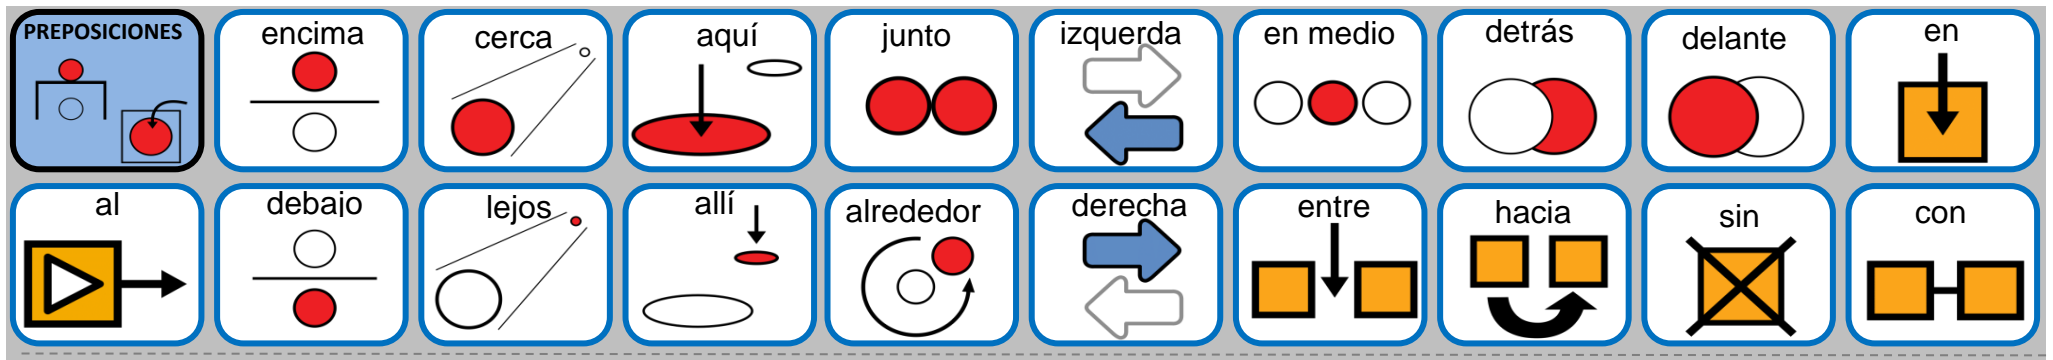 PREPOSICIONES
encima
cerca
aquí
junto
izquerda
en medio
detrás
delante
en
al
debajo
lejos
allí
alrededor
derecha
entre
hacia
sin
con